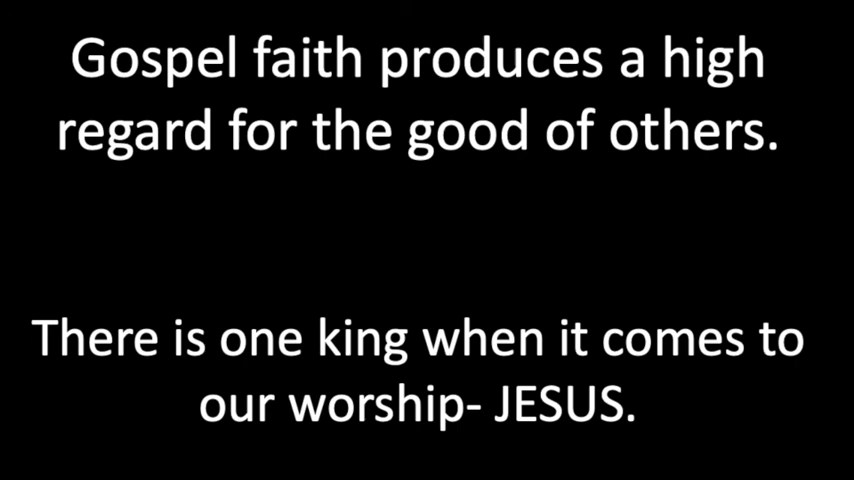 Gospel faith produces a high
regard for the good of others.
There is one king when it comes to
our worship- JESUS.